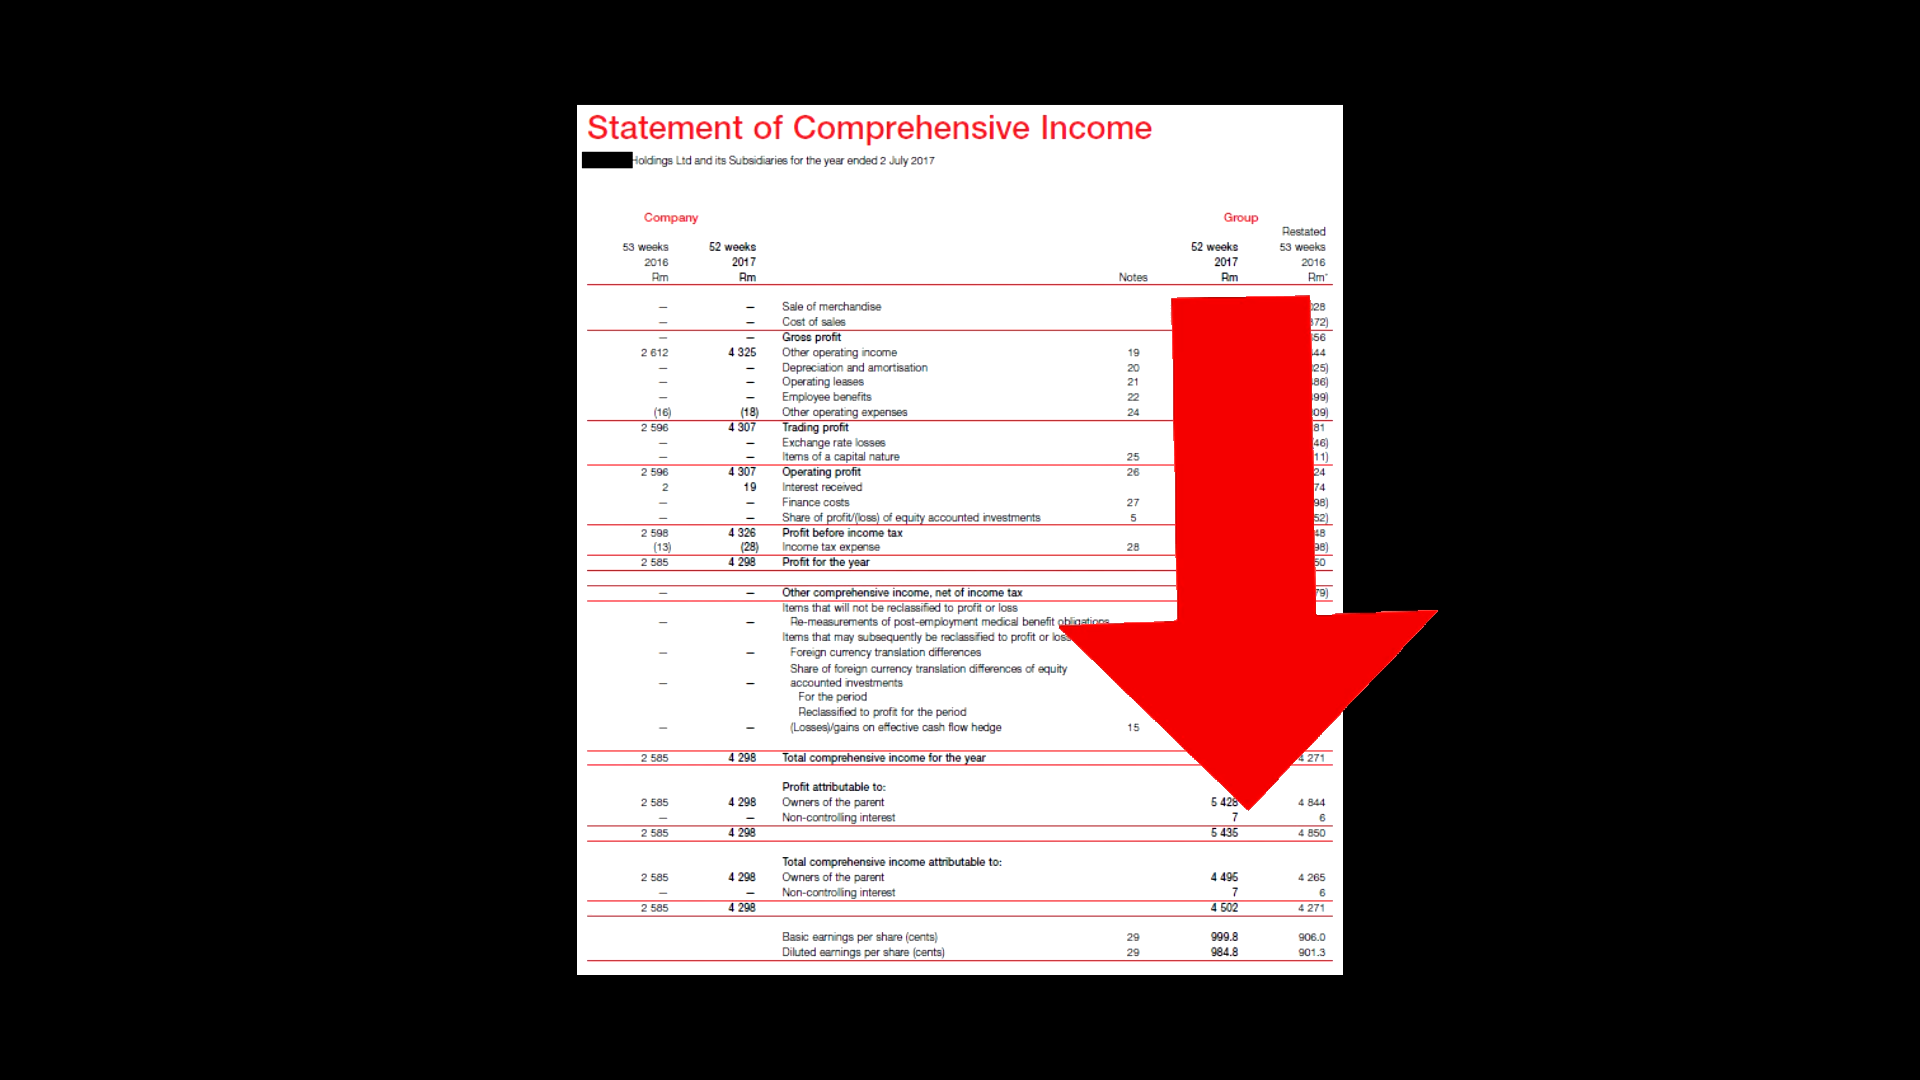 Statement of Comprehensive Income
Holdings Ltd and its Subsidiaries for the year ended 2 July 2017
Company Group
Restated
53 weeks 52 weeks 52 weeks 53 weeks
2016 2017 2017 2016
Rm Rm Notes Rm Rm*
— — Sale of merchandise
— — Cost of sales
— — Gross profit
2 612 4 325 Other operating income 19
— — Depreciation and amortisation 20
— — Operating leases 21
— — Employee benefits 22
(16) (18) Other operating expenses 24
2 596 4 307 Trading profit
— — Exchange rate losses
— — Items of a capital nature 25
2 596 4 307 Operating profit 26
2 19 Interest received
— — Finance costs 27
— — Share of profit/(loss) of equity accounted investments 5
2 598 4 326 Profit before income tax
(13) (28) Income tax expense 28
2 585 4 298 Profit for the year
— — Other comprehensive income, net of income tax
Items that will not be reclassified to profit or loss
— — Re-measurements of post-employment medical benefit obligations
Items that may subsequently be reclassified to profit or loss
— — Foreign currency translation differences
Share of foreign currency translation differences of equity
— — accounted investments
For the period
Reclassified to profit for the period
— — (Losses)/gains on effective cash flow hedge 15
2 585 4 298 Total comprehensive income for the year 4 271
Profit attributable to:
2 585 4 298 Owners of the parent 5 428 4 844
— — Non-controlling interest 7 6
2 585 4 298 5 435 4 850
Total comprehensive income attributable to:
2 585 4 298 Owners of the parent 4 495 4 265
— — Non-controlling interest 7 6
2 585 4 298 4 502 4 271
Basic earnings per share (cents) 29 999.8 906.0
Diluted earnings per share (cents) 29 984.8 901.3